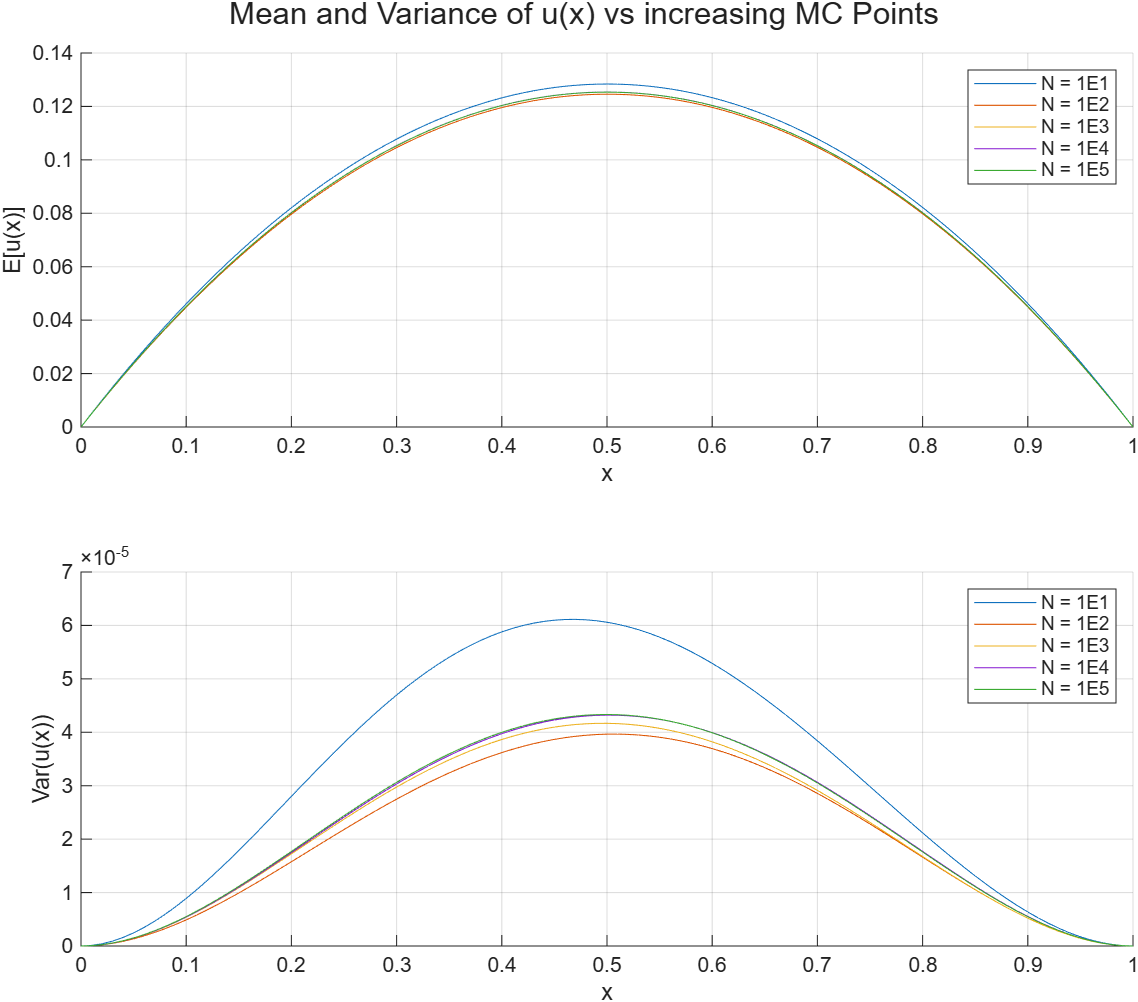 Mean and Variance of u(x) vs increasing MC Points
0.14
0.12
0.1
0.08
0.06
0.04
0.02
0
E[u(x)]
N = 1E1
N = 1E2
N = 1E3
N = 1E4
N = 1E5
0 0.1 0.2 0.3 0.4 0.5 0.6 0.7 0.8 0.9 1
x
×10-5
7
6
5
4
3
2
1
0
Var(u(x))
N = 1E1
N = 1E2
N = 1E3
N = 1E4
N = 1E5
0 0.1 0.2 0.3 0.4 0.5 0.6 0.7 0.8 0.9 1
x